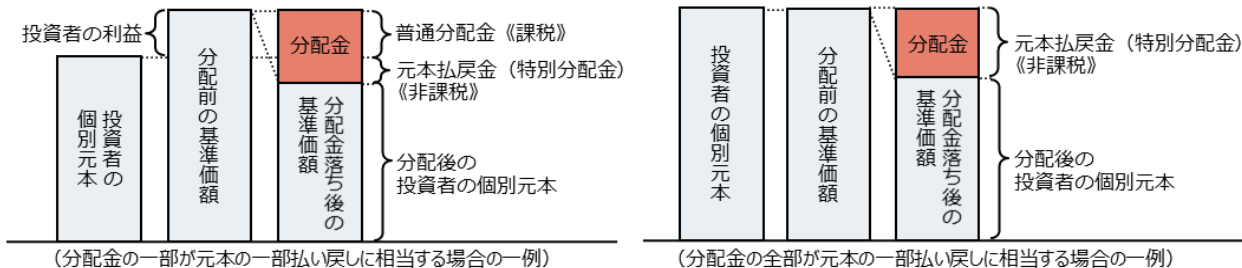 投資者の利益
投資者の
個別元本
分配前の基準価額
分配金
分配金落ち後の
基準価額
普通分配金《課税》
元本払戻金（特別分配金）
《非課税》
分配後の
投資者の個別元本
（分配金の一部が元本の一部払い戻しに相当する場合の一例）
投資者の個別元本
分配前の基準価額
分配金
分配金落ち後の
基準価額
元本払戻金（特別分配金）
《非課税》
分配後の
投資者の個別元本
（分配金の全部が元本の一部払い戻しに相当する場合の一例）